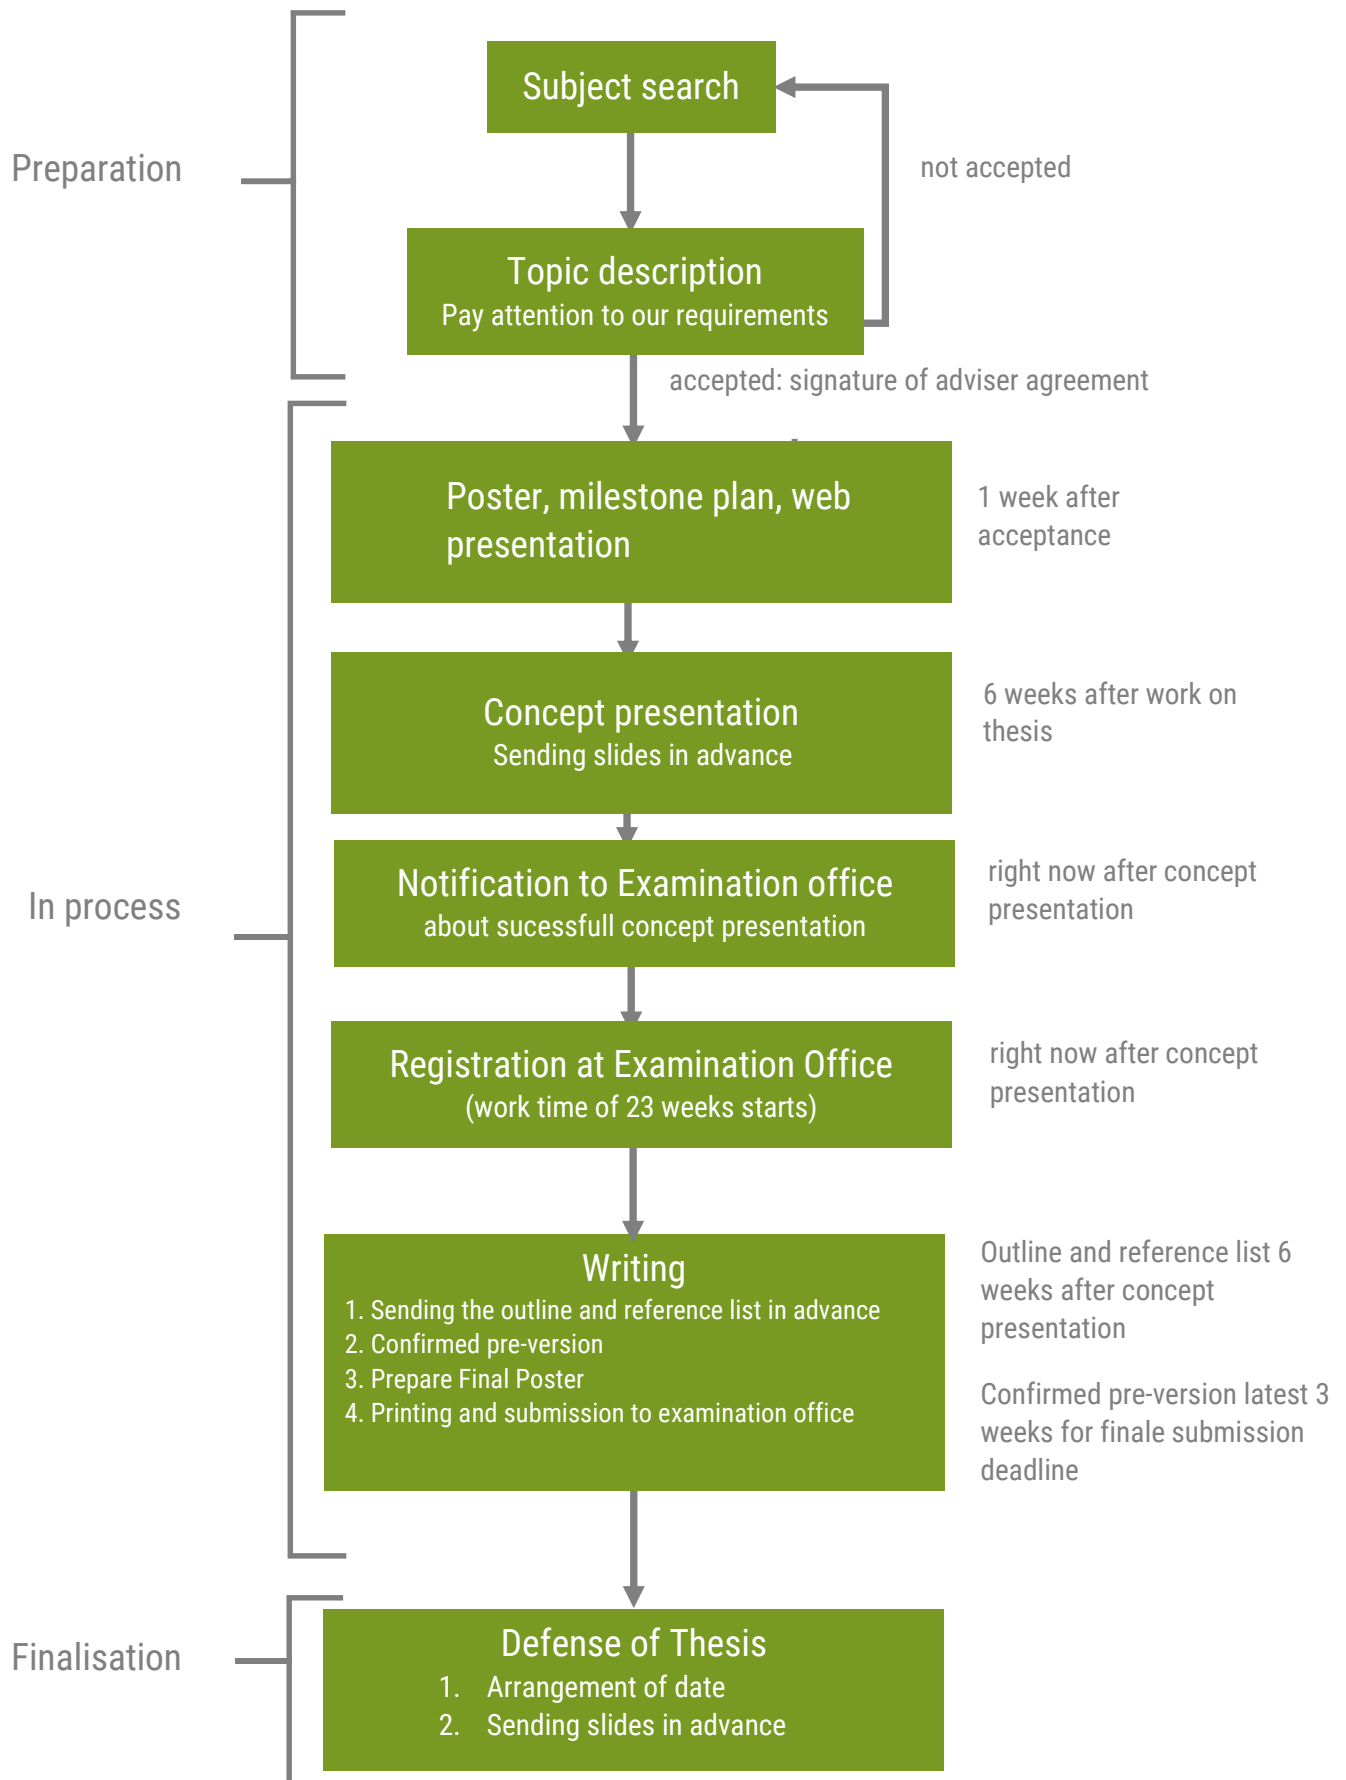 Subject search
Preparation
not accepted
Topic description
Pay attention to our requirements
accepted: signature of adviser agreement
Poster, milestone plan, web
presentation
1 week after
acceptance
Concept presentation
Sending slides in advance
6 weeks after work on
thesis
In process
Notification to Examination office
about sucessfull concept presentation
right now after concept
presentation
Registration at Examination Office
(work time of 23 weeks starts)
right now after concept
presentation
Writing
1. Sending the outline and reference list in advance
2. Confirmed pre-version
3. Prepare Final Poster
4. Printing and submission to examination office
Outline and reference list 6
weeks after concept
presentation
Confirmed pre-version latest 3
weeks for finale submission
deadline
Finalisation
Defense of Thesis
1. Arrangement of date
2. Sending slides in advance